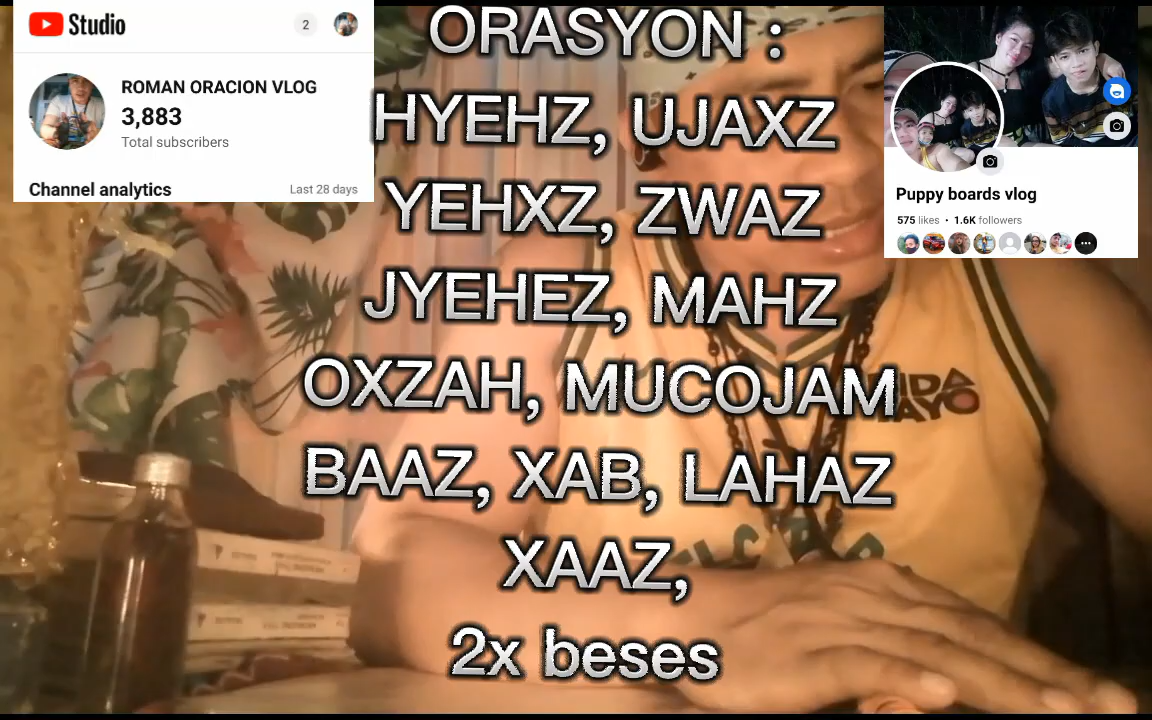 Studio
2
ROMAN ORACION VLOG
3,883
Total subscribers
Channel analytics
Last 28 days
ORASYON :
HYEHZ, UJAXZ
YEHXZ, ZWAZ
JYEHEZ, MAHZ
OXZAH, MUCOJAM
BAAZ, XAB, LAHAZ
XAAZ,
2x beses
Puppy boards vlog
575 likes • 1.6K followers